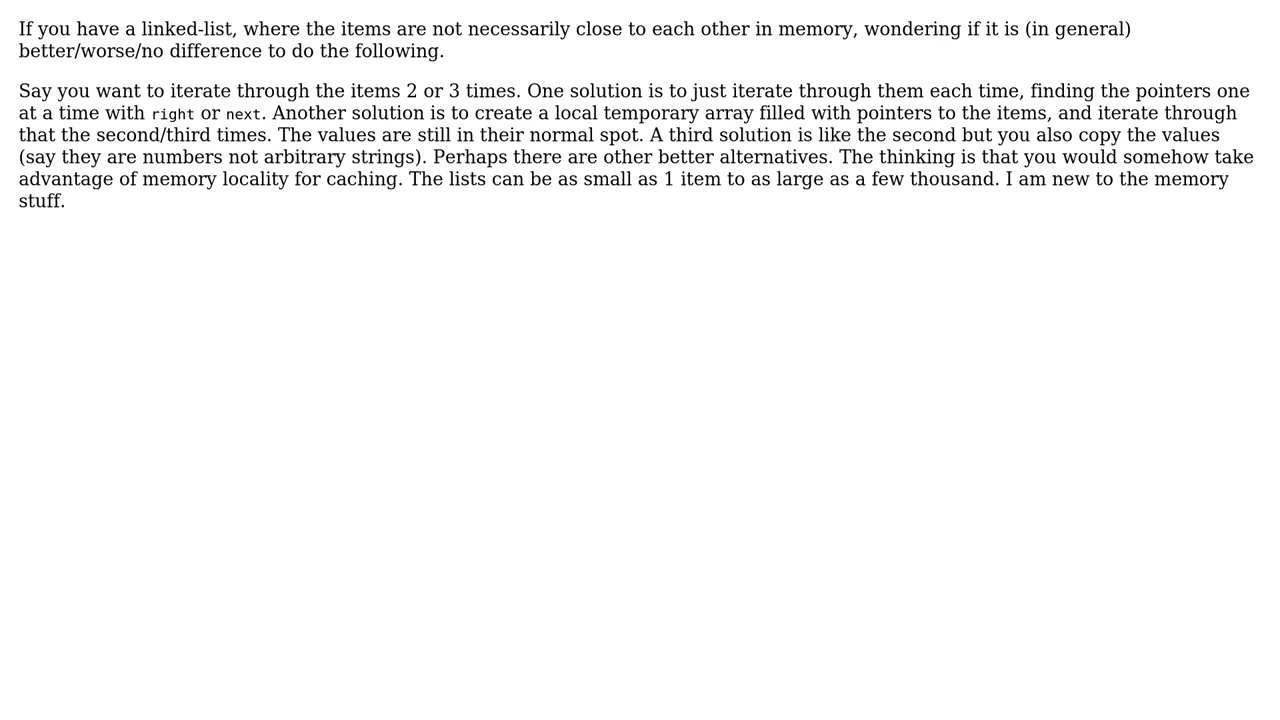 If you have a linked-list, where the items are not necessarily close to each other in memory, wondering if it is (in general)
better/worse/no difference to do the following.
Say you want to iterate through the items 2 or 3 times. One solution is to just iterate through them each time, finding the pointers one
at a time with right or next. Another solution is to create a local temporary array filled with pointers to the items, and iterate through
that the second/third times. The values are still in their normal spot. A third solution is like the second but you also copy the values
(say they are numbers not arbitrary strings). Perhaps there are other better alternatives. The thinking is that you would somehow take
advantage of memory locality for caching. The lists can be as small as 1 item to as large as a few thousand. I am new to the memory
stuff.